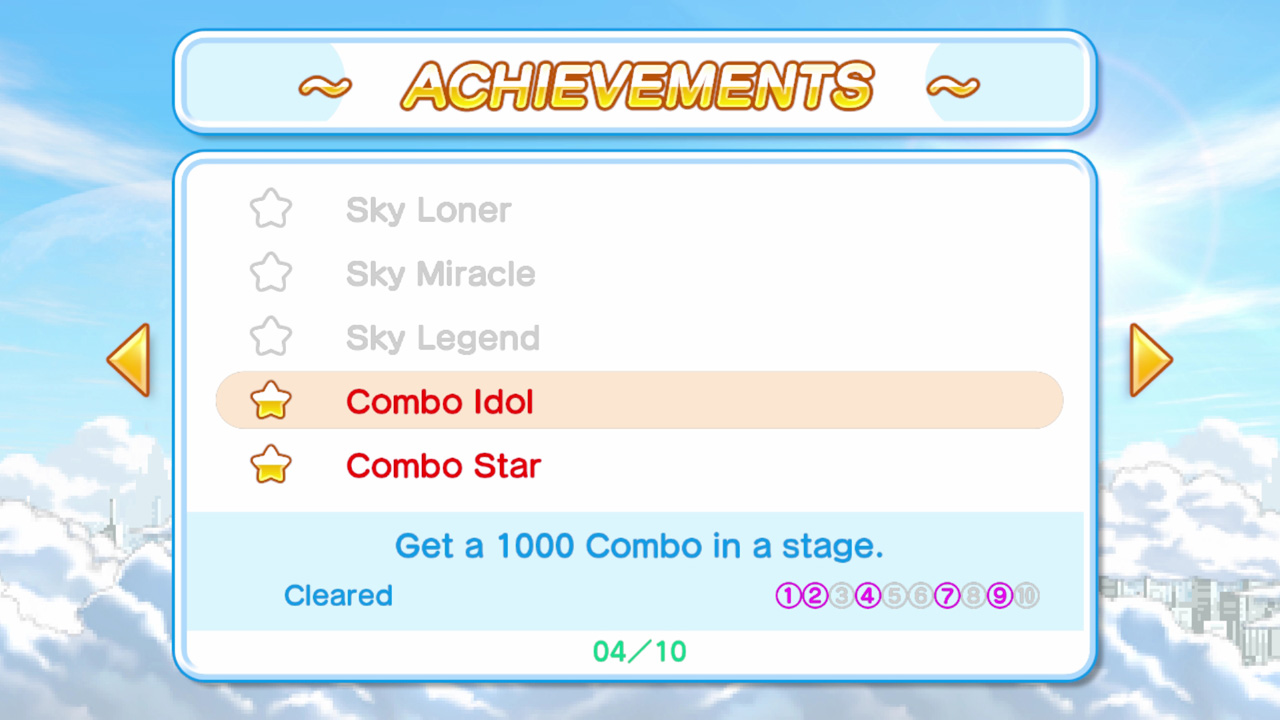 ~ ACHIEVEMENTS ~
Sky Loner
Sky Miracle
Sky Legend
Combo Idol
Combo Star
Get a 1000 Combo in a stage.
Cleared ①②③④⑤⑥⑦⑧⑨⑩
04／10